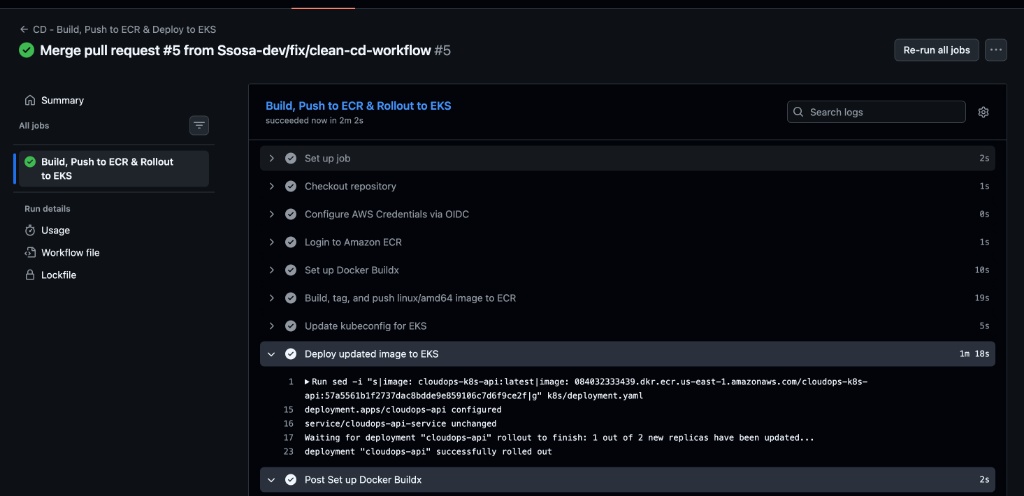 ← CD - Build, Push to ECR & Deploy to EKS
Merge pull request #5 from Ssosa-dev/fix/clean-cd-workflow #5
Re-run all jobs
Summary
All jobs
Build, Push to ECR & Rollout
to EKS
Run details
Usage
Workflow file
Lockfile
Build, Push to ECR & Rollout to EKS
succeeded now in 2m 2s
Search logs
Set up job 2s
Checkout repository 1s
Configure AWS Credentials via OIDC 0s
Login to Amazon ECR 1s
Set up Docker Buildx 10s
Build, tag, and push linux/amd64 image to ECR 19s
Update kubeconfig for EKS 5s
Deploy updated image to EKS 1m 18s
1 Run sed -i "s|image: cloudops-k8s-api:latest|image: 084032333439.dkr.ecr.us-east-1.amazonaws.com/cloudops-k8s-
api:57a5561b1f2737dac8bdde9e859106c7d6f9ce2f|g" k8s/deployment.yaml
15 deployment.apps/cloudops-api configured
16 service/cloudops-api-service unchanged
17 Waiting for deployment "cloudops-api" rollout to finish: 1 out of 2 new replicas have been updated...
23 deployment "cloudops-api" successfully rolled out
Post Set up Docker Buildx 2s